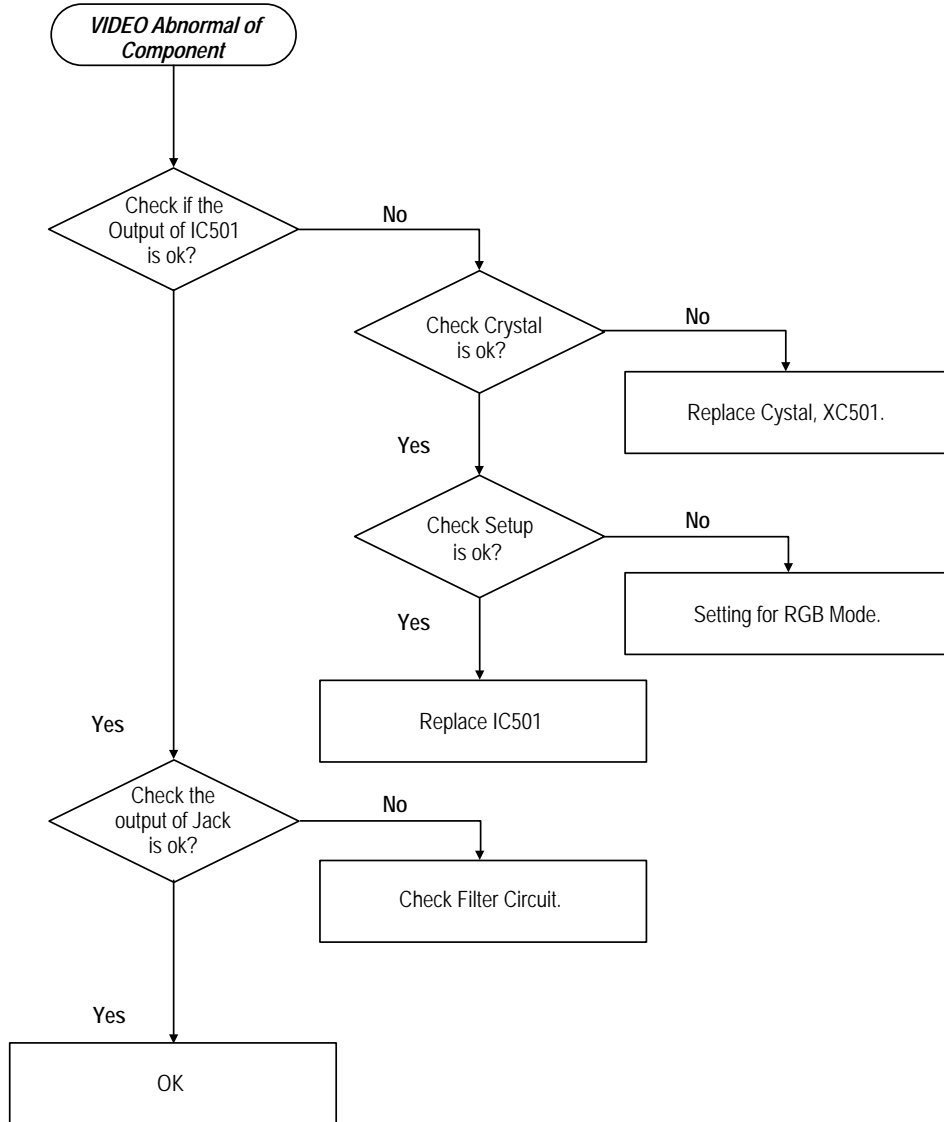 VIDEO Abnormal of
Component
Check if the
Output of IC501
is ok?
No
Check Crystal
is ok?
No
Replace Cystal, XC501.
Yes
Check Setup
is ok?
No
Setting for RGB Mode.
Yes
Replace IC501
Yes
Check the
output of Jack
is ok?
No
Check Filter Circuit.
Yes
OK